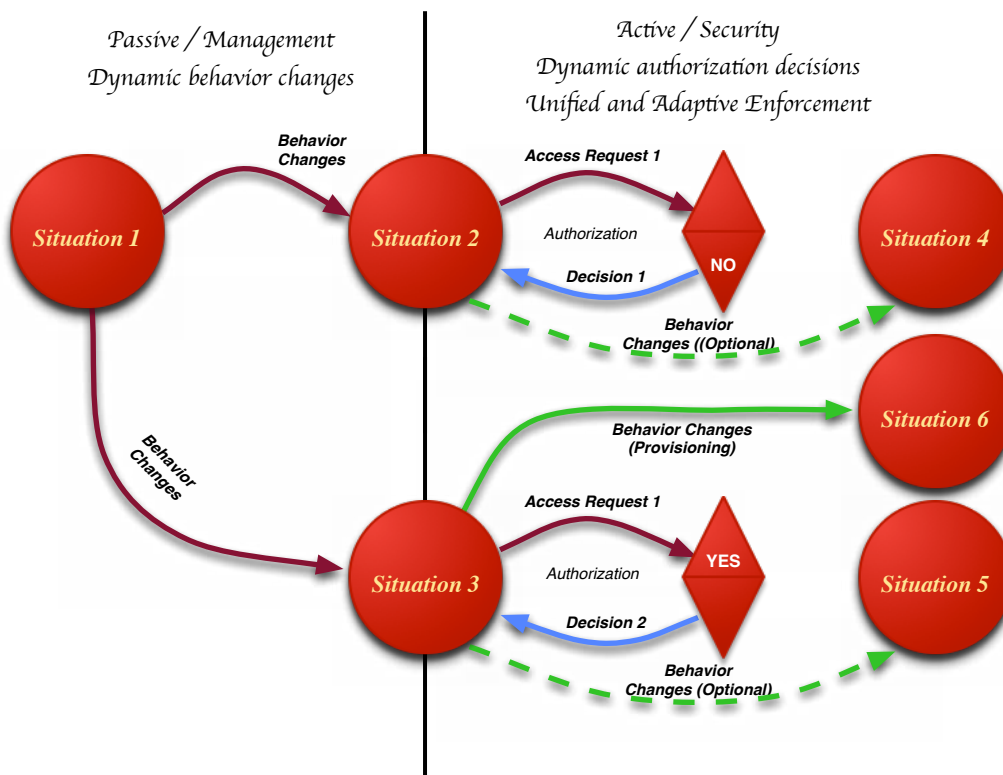 Passive / Management
Dynamic behavior changes
Active / Security
Dynamic authorization decisions
Unified and Adaptive Enforcement
Behavior
Changes
Access Request 1
Situation 1
Situation 2
Authorization
Situation 4
Decision 1
NO
Behavior
Changes ((Optional)
Situation 6
Behavior Changes
(Provisioning)
Behavior
Changes
Access Request 1
YES
Situation 3
Authorization
Situation 5
Decision 2
Behavior
Changes (Optional)